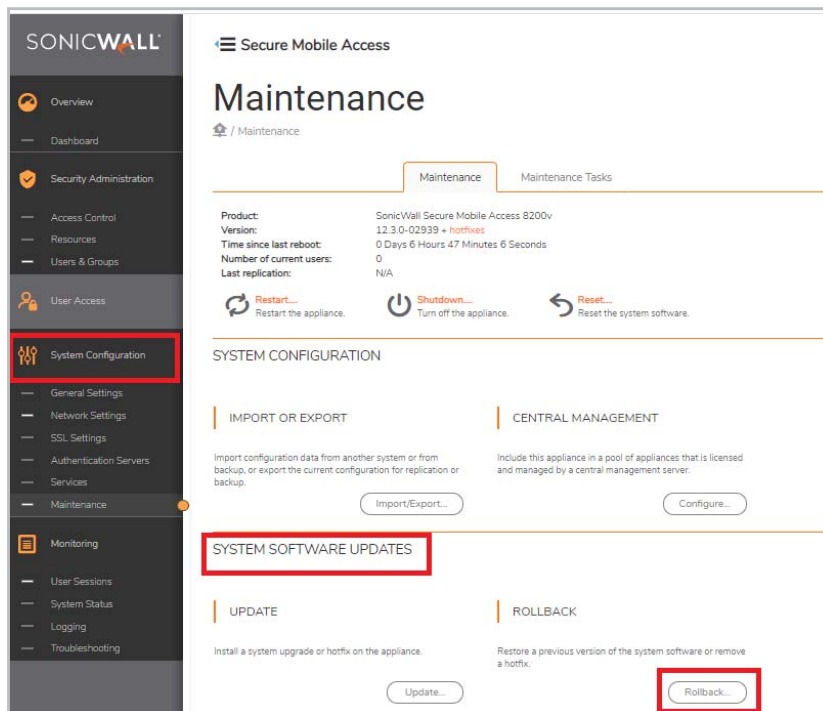 SONICWALL
Overview
Dashboard
Security Administration
Access Control
Resources
Users & Groups
User Access
System Configuration
General Settings
Network Settings
SSL Settings
Authentication Servers
Services
Maintenance
Monitoring
User Sessions
System Status
Logging
Troubleshooting
Secure Mobile Access
Maintenance
/ Maintenance
Maintenance Maintenance Tasks
Product: SonicWall Secure Mobile Access 8200v
Version: 12.3.0-02939 + hotfixes
Time since last reboot: 0 Days 6 Hours 47 Minutes 6 Seconds
Number of current users: 0
Last replication: N/A
Restart.... Shutdown.... Reset....
Restart the appliance. Turn off the appliance. Reset the system software.
SYSTEM CONFIGURATION
IMPORT OR EXPORT
Import configuration data from another system or from
backup, or export the current configuration for replication or
backup.
Import/Export...
CENTRAL MANAGEMENT
Include this appliance in a pool of appliances that is licensed
and managed by a central management server.
Configure...
SYSTEM SOFTWARE UPDATES
UPDATE
Install a system upgrade or hotfix on the appliance.
Update...
ROLLBACK
Restore a previous version of the system software or remove
a hotfix.
Rollback...